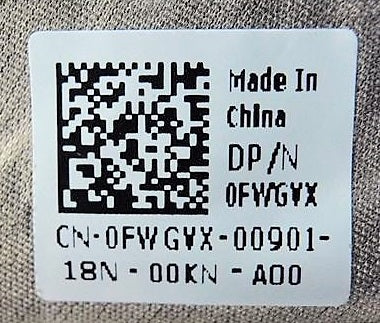 Made In
China
DP/N
0FWGVX
CN-0FWGVX-00901-
18N-00KN-A00